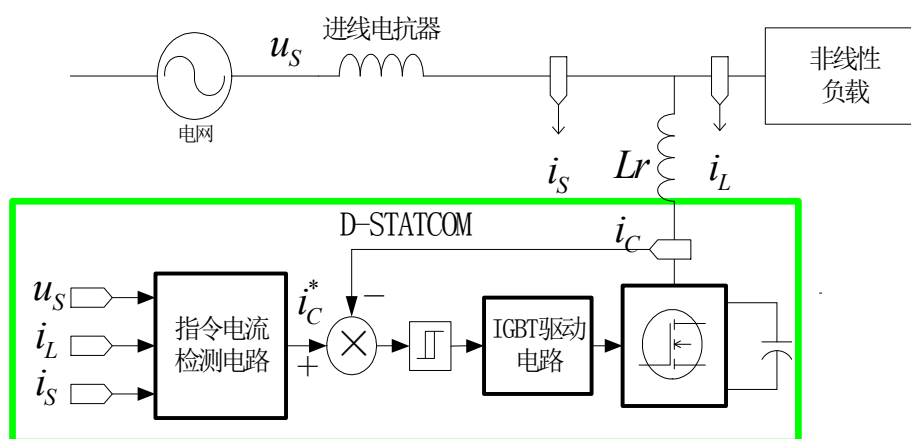 进线电抗器
u_S
电网
非线性
负载
i_S
Lr
i_L
D-STATCOM
i_C
u_S
i_L
i_S
指令电流
检测电路
i_C^*
−
+
IGBT驱动
电路